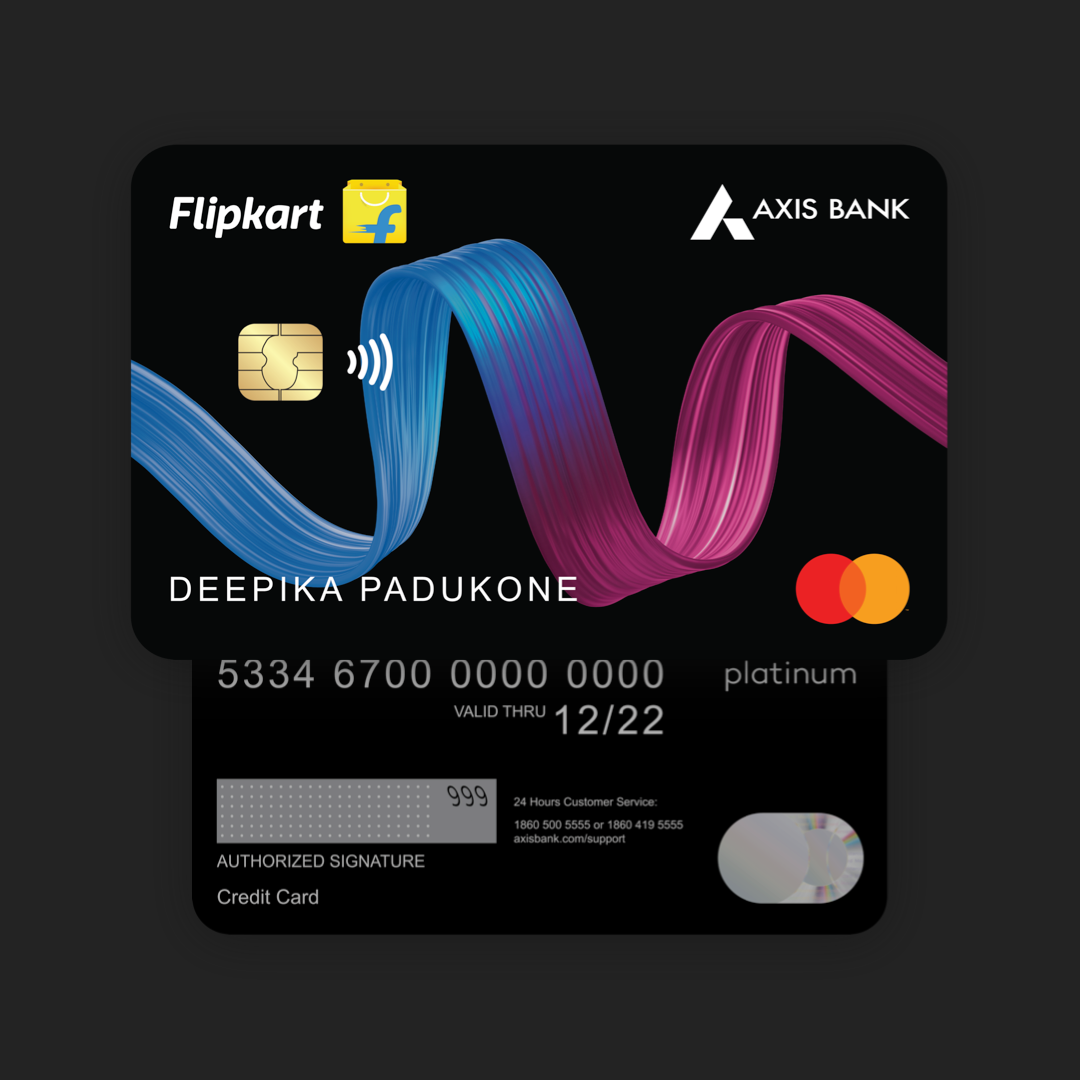 Flipkart
AXIS BANK
DEEPIKA PADUKONE
5334 6700 0000 0000
platinum
VALID THRU 12/22
999
24 Hours Customer Service:
1860 500 5555 or 1860 419 5555
axisbank.com/support
AUTHORIZED SIGNATURE
Credit Card